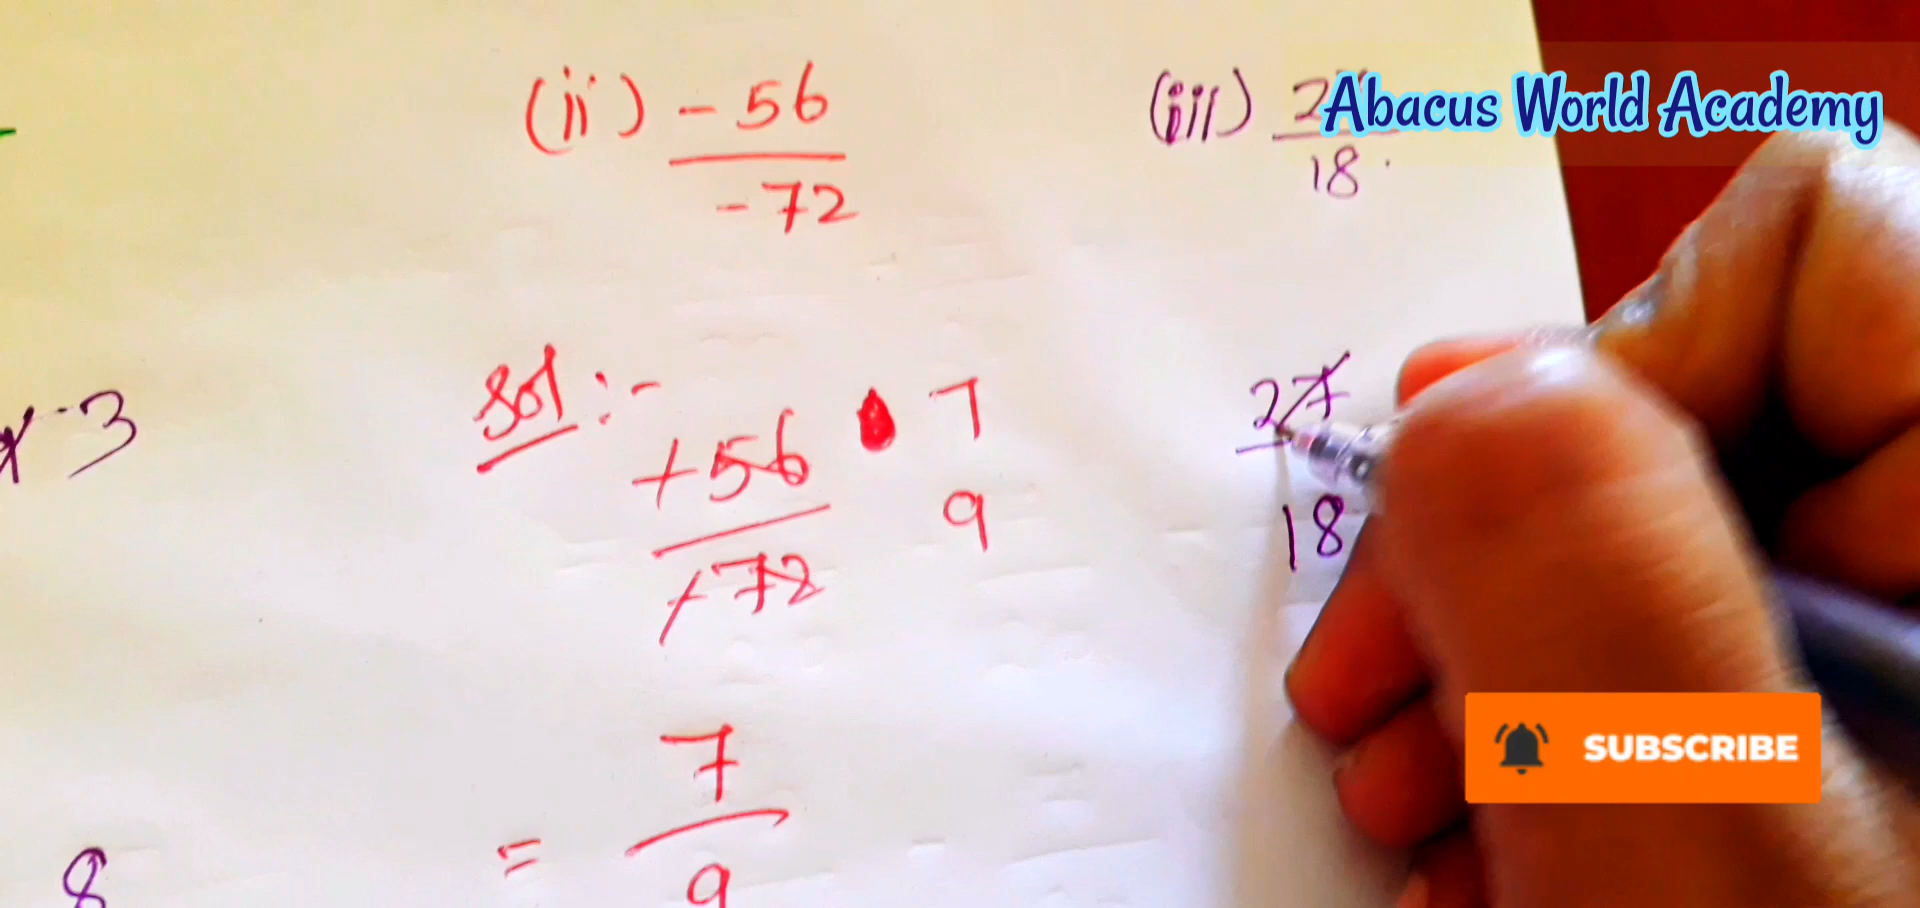 (ii) -56
-72
(iii) 2
18
Abacus World Academy
3
Sol :-
+56 7
-72 9
27
18
= 7
9
8
SUBSCRIBE